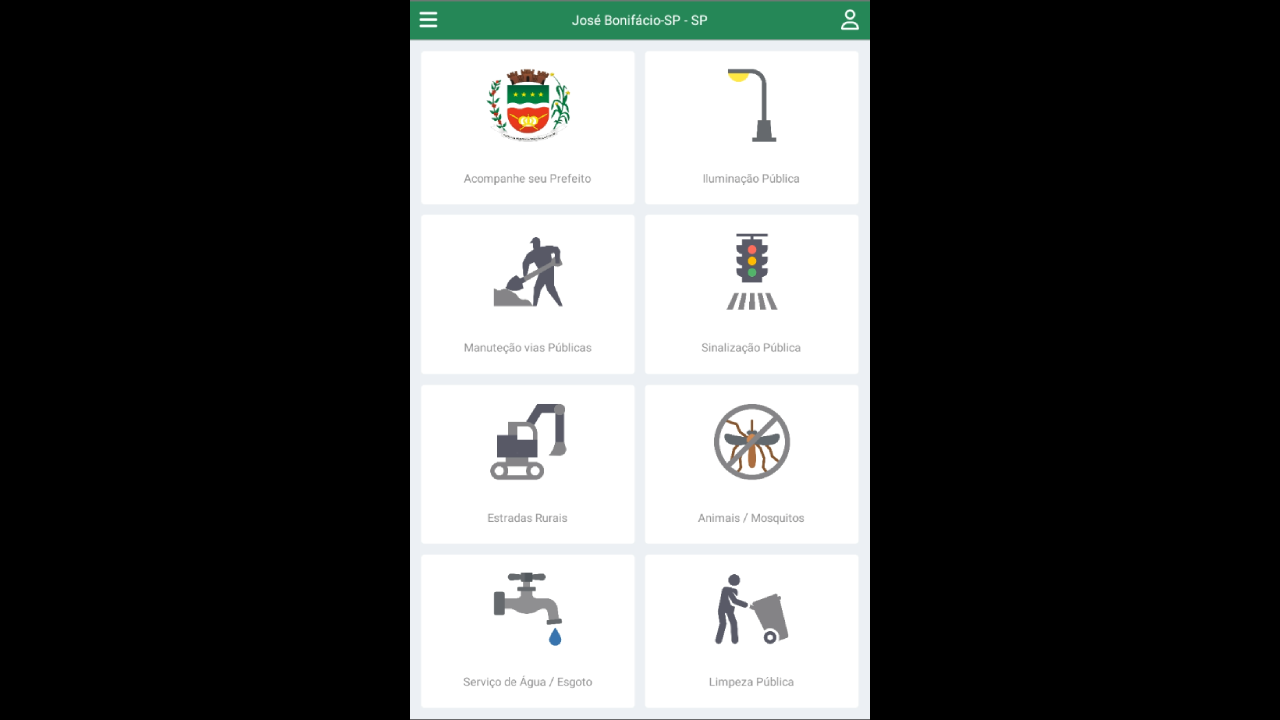 José Bonifácio-SP - SP
Acompanhe seu Prefeito
Iluminação Pública
Manuteção vias Públicas
Sinalização Pública
Estradas Rurais
Animais / Mosquitos
Serviço de Água / Esgoto
Limpeza Pública